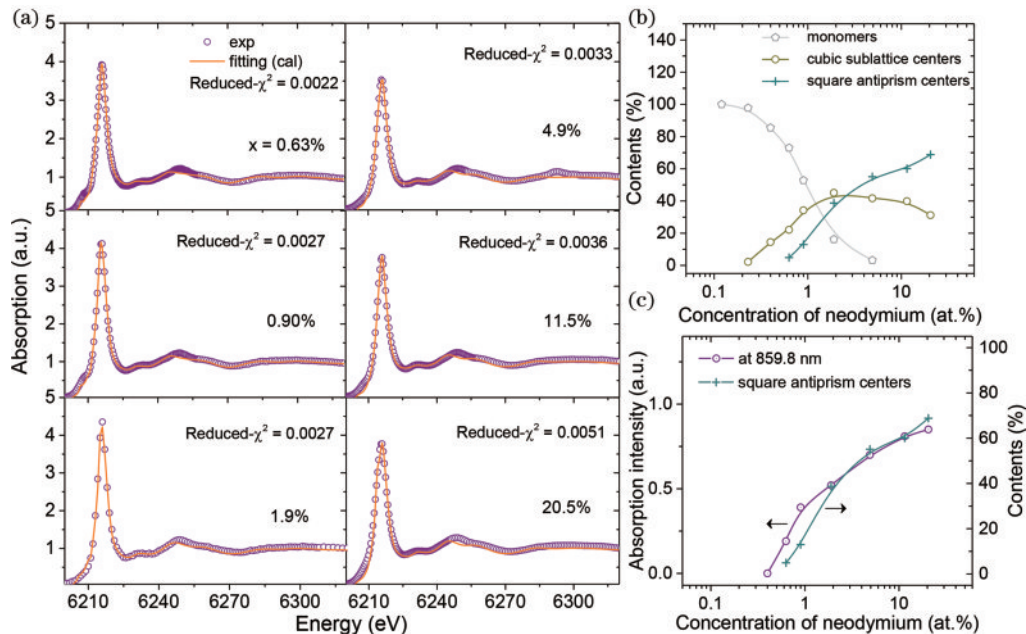 (a)
Absorption (a.u.)
5
4
3
2
1
exp
fitting (cal)
Reduced-χ² = 0.0022
x = 0.63%
Reduced-χ² = 0.0033
4.9%
5
4
3
2
1
Reduced-χ² = 0.0027
0.90%
Reduced-χ² = 0.0036
11.5%
5
4
3
2
1
Reduced-χ² = 0.0027
1.9%
Reduced-χ² = 0.0051
20.5%
6210 6240 6270 6300 6210 6240 6270 6300
Energy (eV)
(b)
Contents (%)
140
120
100
80
60
40
20
0
monomers
cubic sublattice centers
square antiprism centers
0.1 1 10
Concentration of neodymium (at.%)
(c)
Absorption intensity (a.u.)
1.0
0.5
0.0
at 859.8 nm
square antiprism centers
100
80
60
40
20
0
Contents (%)
0.1 1 10
Concentration of neodymium (at.%)